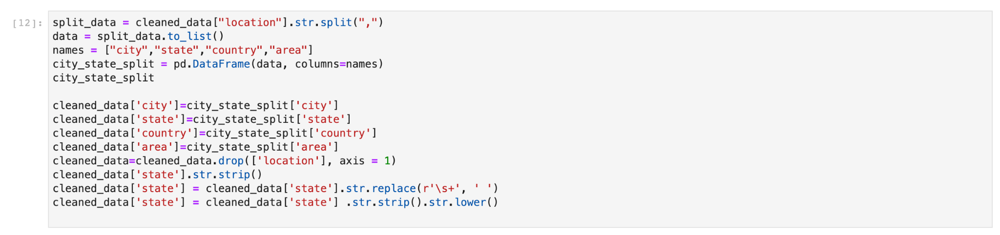 [12]: split_data = cleaned_data["location"].str.split(",")
data = split_data.to_list()
names = ["city","state","country","area"]
city_state_split = pd.DataFrame(data, columns=names)
city_state_split

cleaned_data['city']=city_state_split['city']
cleaned_data['state']=city_state_split['state']
cleaned_data['country']=city_state_split['country']
cleaned_data['area']=city_state_split['area']
cleaned_data=cleaned_data.drop(['location'], axis = 1)
cleaned_data['state'].str.strip()
cleaned_data['state'] = cleaned_data['state'].str.replace(r'\s+', ' ')
cleaned_data['state'] = cleaned_data['state'] .str.strip().str.lower()